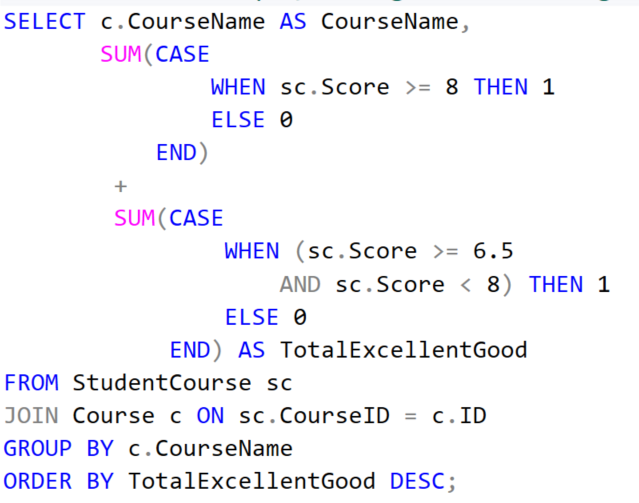 SELECT c.CourseName AS CourseName,
SUM(CASE
WHEN sc.Score >= 8 THEN 1
ELSE 0
END)
+
SUM(CASE
WHEN (sc.Score >= 6.5
AND sc.Score < 8) THEN 1
ELSE 0
END) AS TotalExcellentGood
FROM StudentCourse sc
JOIN Course c ON sc.CourseID = c.ID
GROUP BY c.CourseName
ORDER BY TotalExcellentGood DESC;